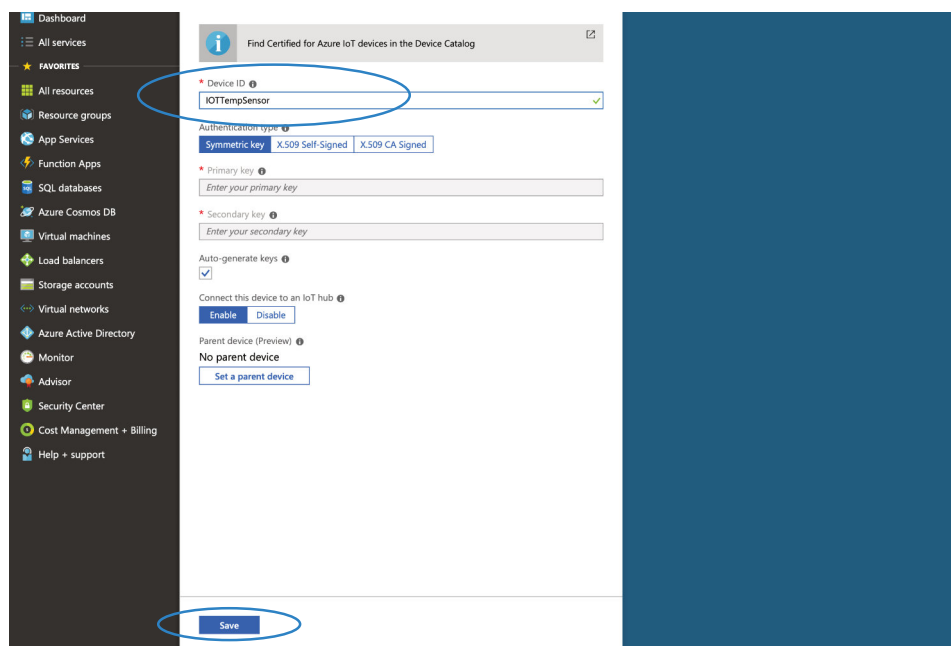 Dashboard
All services
FAVORITES
All resources
Resource groups
App Services
Function Apps
SQL databases
Azure Cosmos DB
Virtual machines
Load balancers
Storage accounts
Virtual networks
Azure Active Directory
Monitor
Advisor
Security Center
Cost Management + Billing
Help + support
Find Certified for Azure IoT devices in the Device Catalog
* Device ID
IOTTempSensor
Authentication type
Symmetric key X.509 Self-Signed X.509 CA Signed
* Primary key
Enter your primary key
* Secondary key
Enter your secondary key
Auto-generate keys
Connect this device to an IoT hub
Enable Disable
Parent device (Preview)
No parent device
Set a parent device
Save